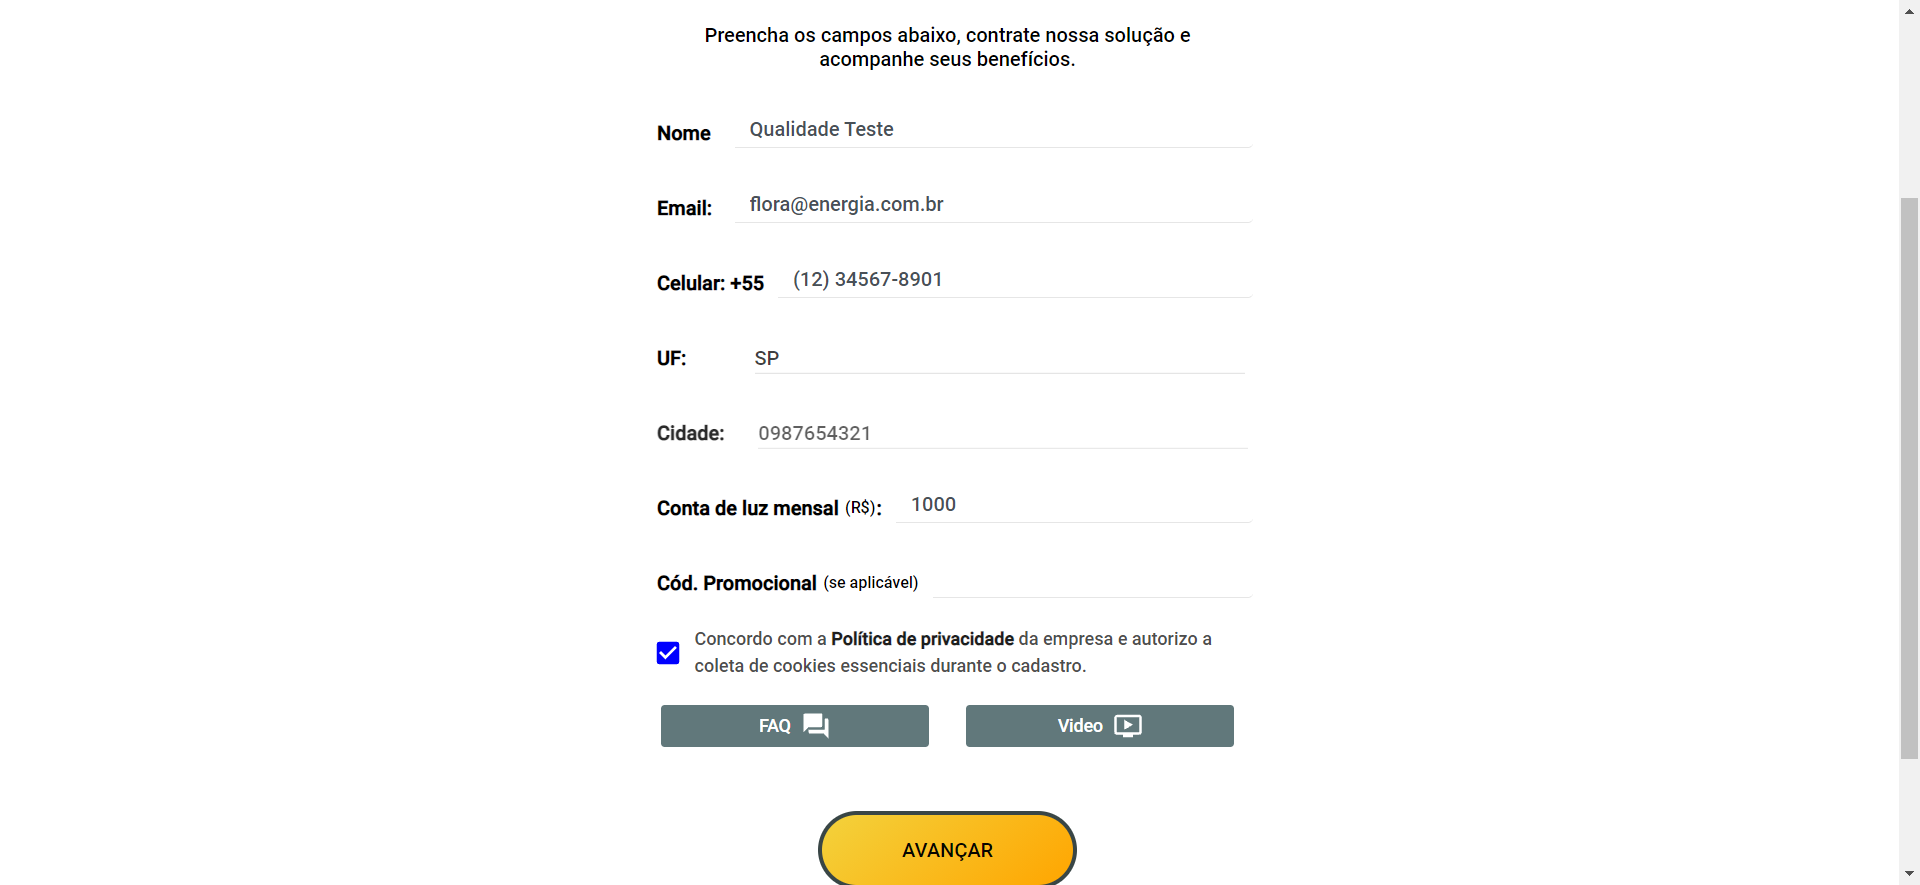 Preencha os campos abaixo, contrate nossa solução e
acompanhe seus benefícios.
Nome Qualidade Teste
Email: flora@energia.com.br
Celular: +55 (12) 34567-8901
UF: SP
Cidade: 0987654321
Conta de luz mensal (R$): 1000
Cód. Promocional (se aplicável)
Concordo com a Política de privacidade da empresa e autorizo a
coleta de cookies essenciais durante o cadastro.
FAQ Video
AVANÇAR